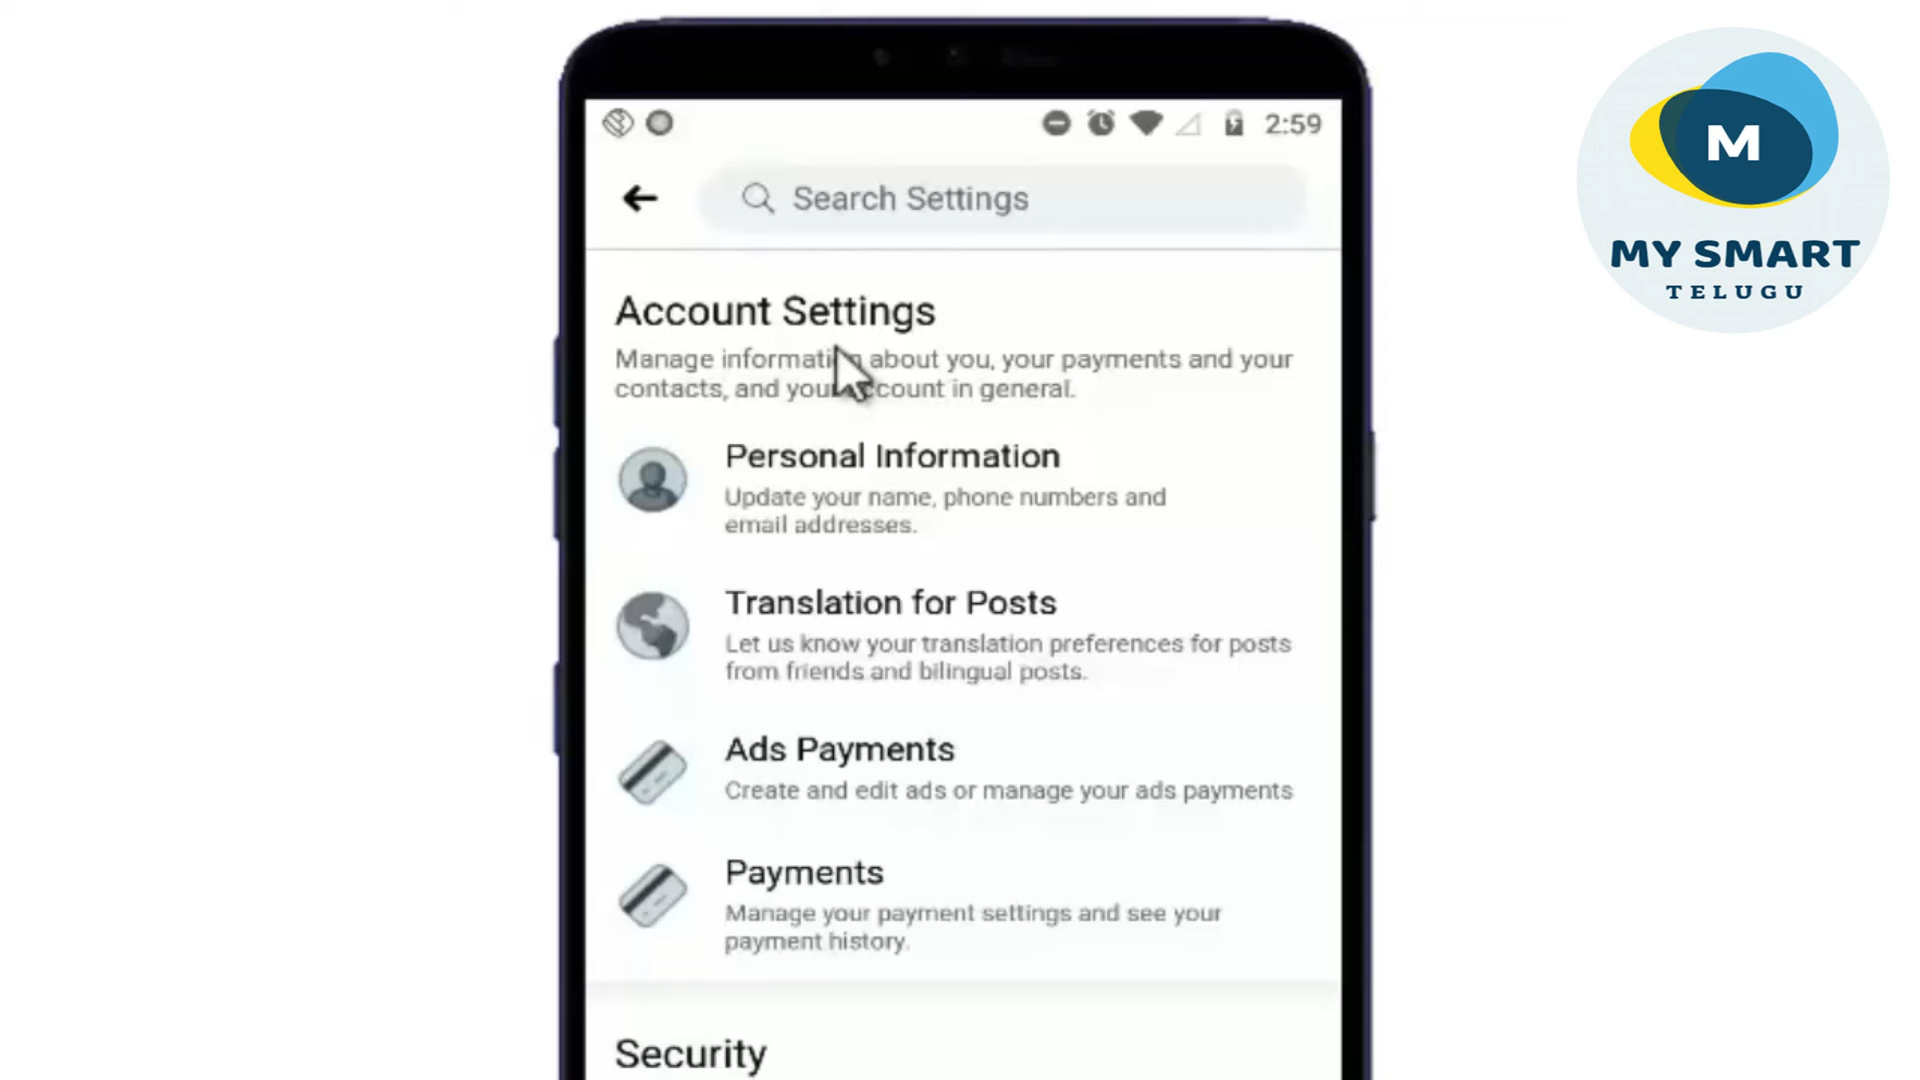 2:59
Search Settings
M
MY SMART
TELUGU
Account Settings
Manage information about you, your payments and your
contacts, and your account in general.
Personal Information
Update your name, phone numbers and
email addresses.
Translation for Posts
Let us know your translation preferences for posts
from friends and bilingual posts.
Ads Payments
Create and edit ads or manage your ads payments
Payments
Manage your payment settings and see your
payment history.
Security